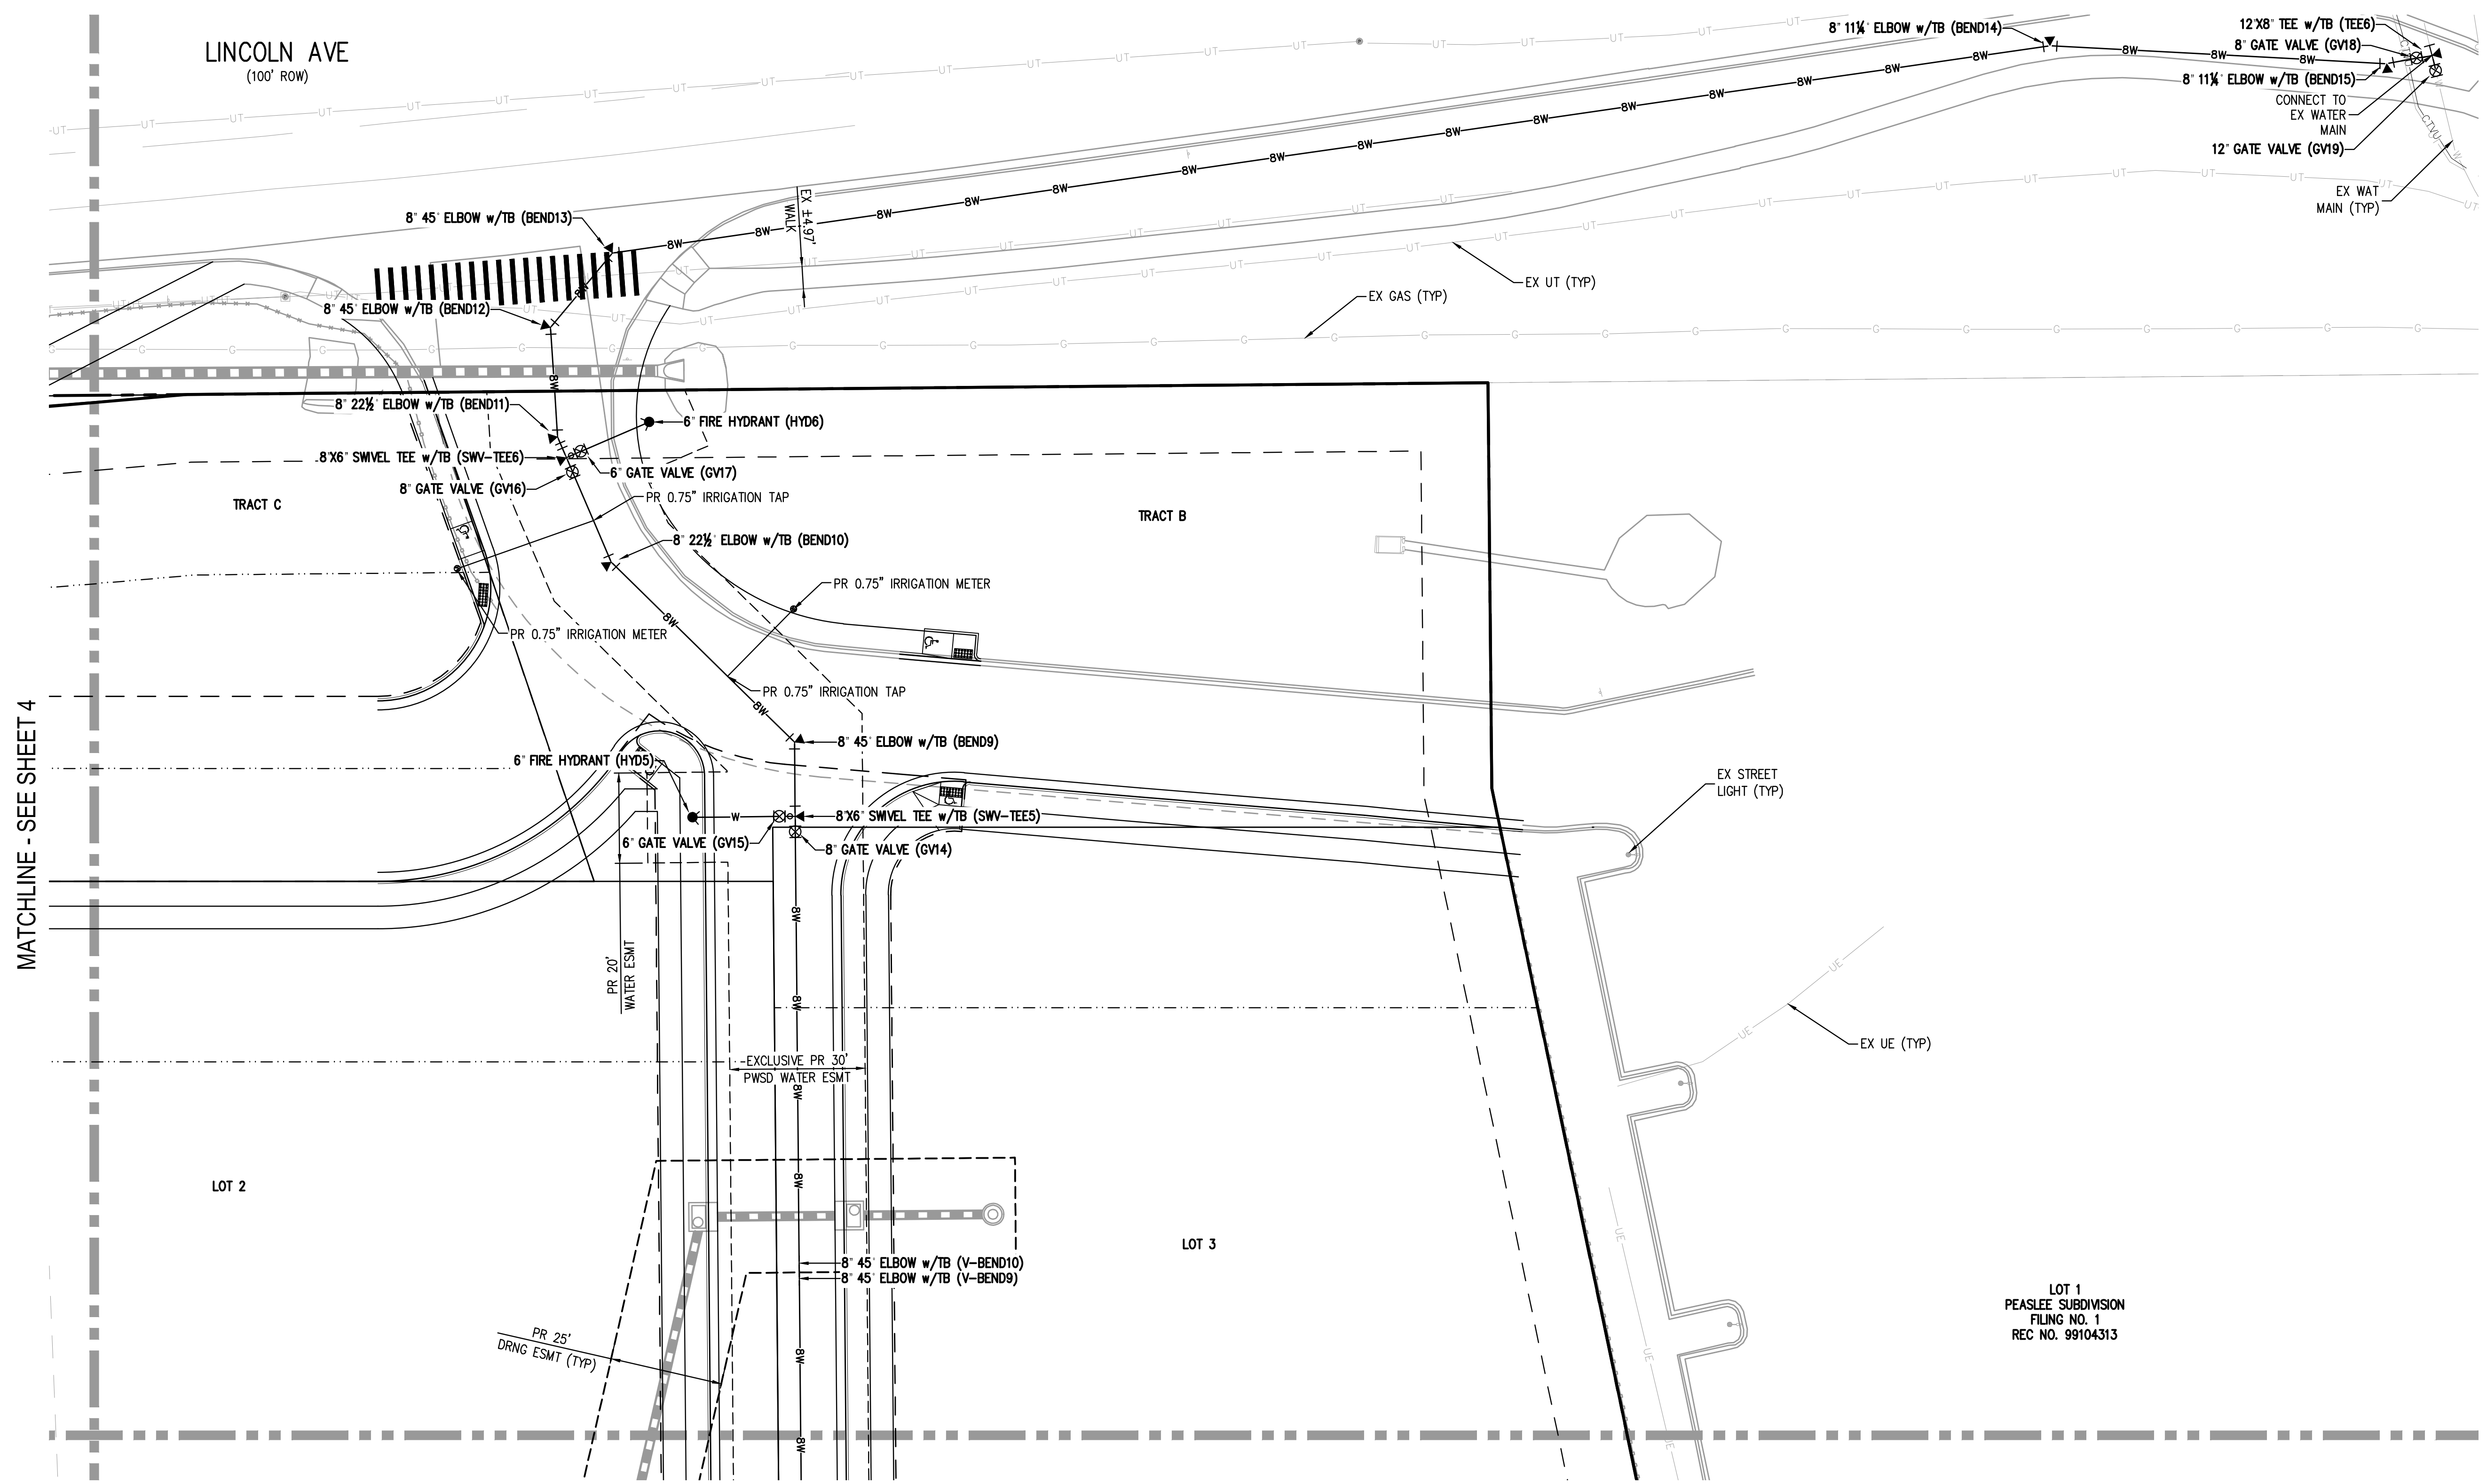 LINCOLN AVE
(100' ROW)
8" 11¼° ELBOW w/TB (BEND14)
12"X8" TEE w/TB (TEE6)
8" GATE VALVE (GV18)
8" 11¼° ELBOW w/TB (BEND15)
CONNECT TO
EX WATER
MAIN
12" GATE VALVE (GV19)
EX WAT
MAIN (TYP)
CTVU
8" 45° ELBOW w/TB (BEND13)
EX ±4.97'
WALK
EX UT (TYP)
EX GAS (TYP)
8" 45° ELBOW w/TB (BEND12)
8" 22½° ELBOW w/TB (BEND11)
6" FIRE HYDRANT (HYD6)
8"X6" SWIVEL TEE w/TB (SWV-TEE6)
6" GATE VALVE (GV17)
8" GATE VALVE (GV16)
PR 0.75" IRRIGATION TAP
TRACT C
TRACT B
8" 22½° ELBOW w/TB (BEND10)
PR 0.75" IRRIGATION METER
PR 0.75" IRRIGATION METER
PR 0.75" IRRIGATION TAP
8" 45° ELBOW w/TB (BEND9)
6" FIRE HYDRANT (HYD5)
EX STREET
LIGHT (TYP)
8"X6" SWIVEL TEE w/TB (SWV-TEE5)
6" GATE VALVE (GV15)
8" GATE VALVE (GV14)
MATCHLINE - SEE SHEET 4
PR 20'
WATER ESMT
EXCLUSIVE PR 30'
PWSD WATER ESMT
EX UE (TYP)
LOT 2
LOT 3
8" 45° ELBOW w/TB (V-BEND10)
8" 45° ELBOW w/TB (V-BEND9)
LOT 1
PEASLEE SUBDIVISION
FILING NO. 1
REC NO. 99104313
PR 25'
DRNG ESMT (TYP)
UT
G
8W
W
UE